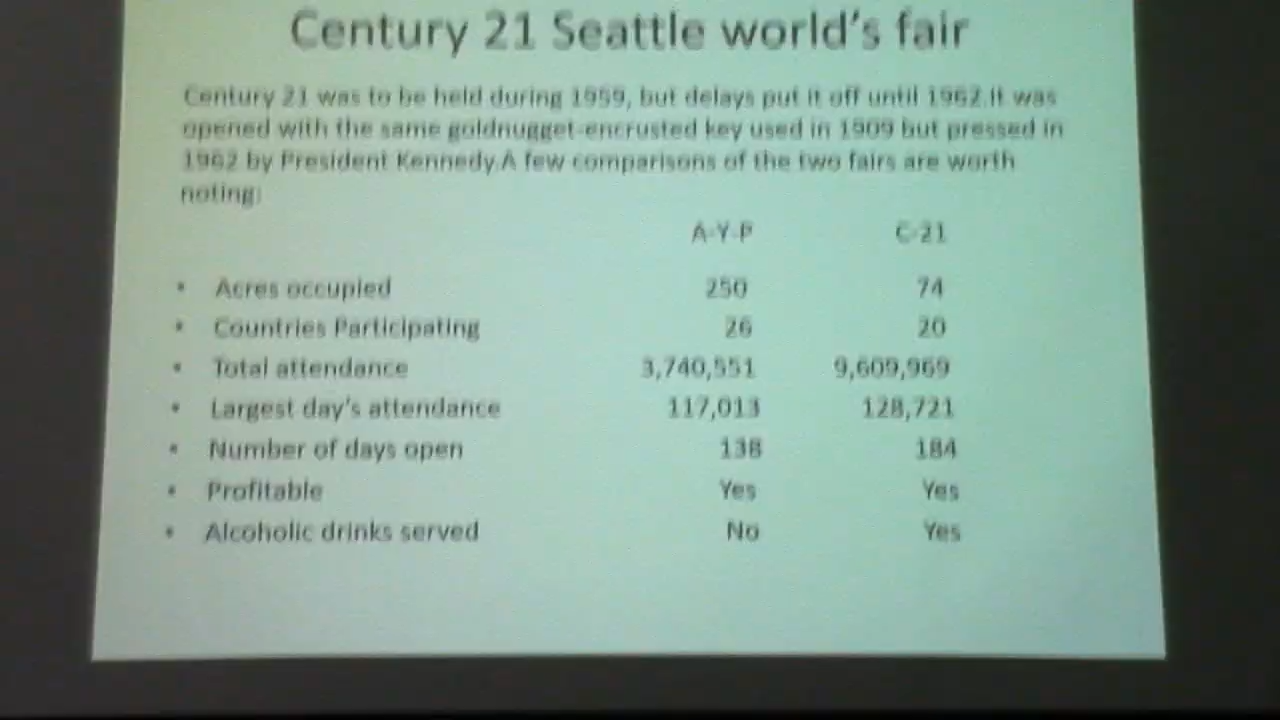 Century 21 Seattle world's fair
Century 21 was to be held during 1959, but delays put it off until 1962.It was
opened with the same goldnugget-encrusted key used in 1909 but pressed in
1962 by President Kennedy.A few comparisons of the two fairs are worth
noting:
A-Y-P C-21
• Acres occupied 250 74
• Countries Participating 26 20
• Total attendance 3,740,551 9,609,969
• Largest day's attendance 117,013 128,721
• Number of days open 138 184
• Profitable Yes Yes
• Alcoholic drinks served No Yes